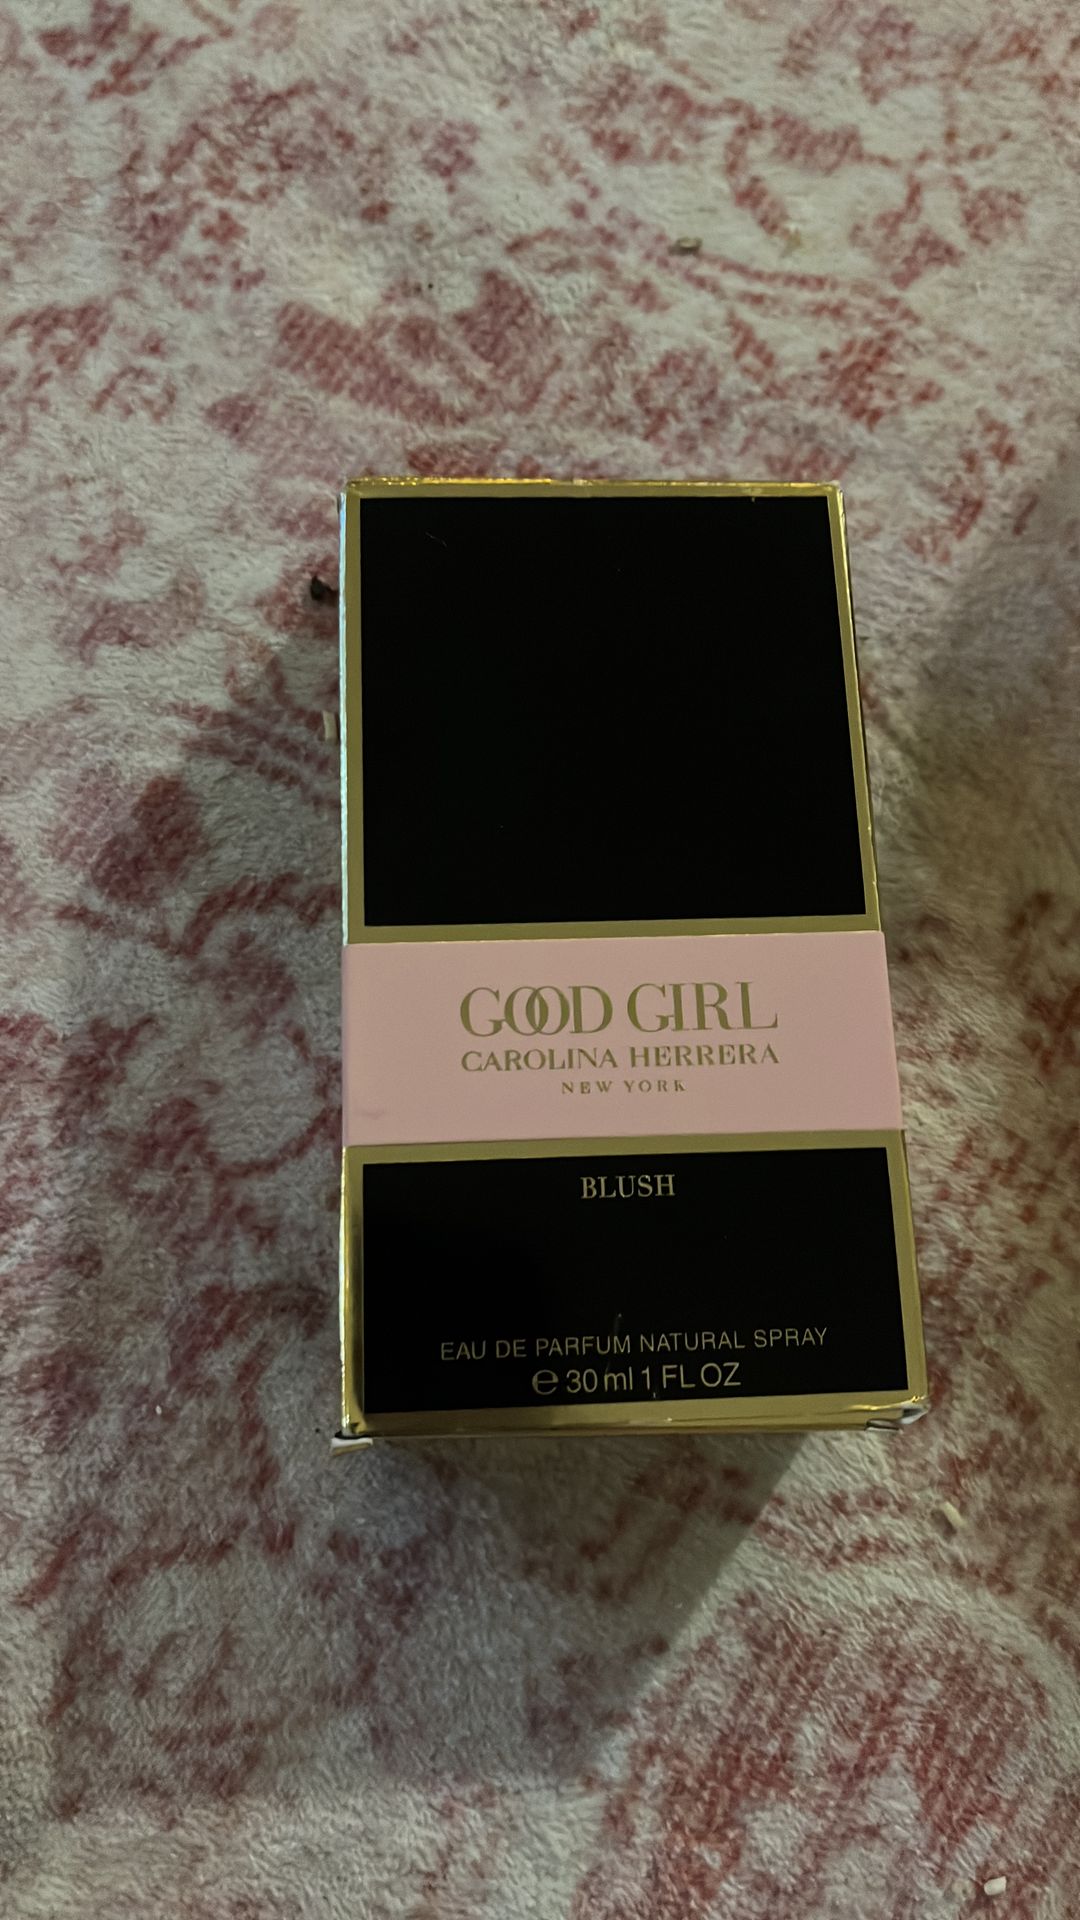 GOOD GIRL
CAROLINA HERRERA
NEW YORK
BLUSH
EAU DE PARFUM NATURAL SPRAY
℮ 30 ml 1 FL OZ